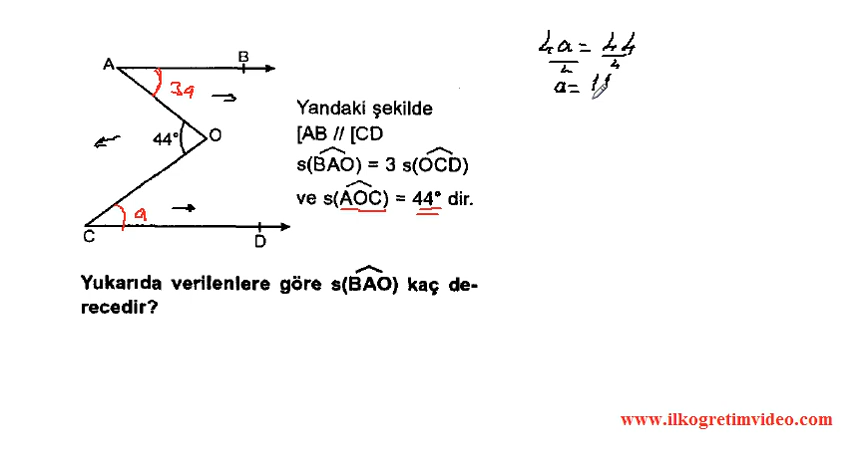 4a = 44
4 4
a = 11
A B
3a
44° O
a
C D
Yandaki şekilde
[AB // [CD
s(BAO) = 3 s(OCD)
ve s(AOC) = 44° dir.
Yukarıda verilenlere göre s(BAO) kaç de-
recedir?
www.ilkogretimvideo.com